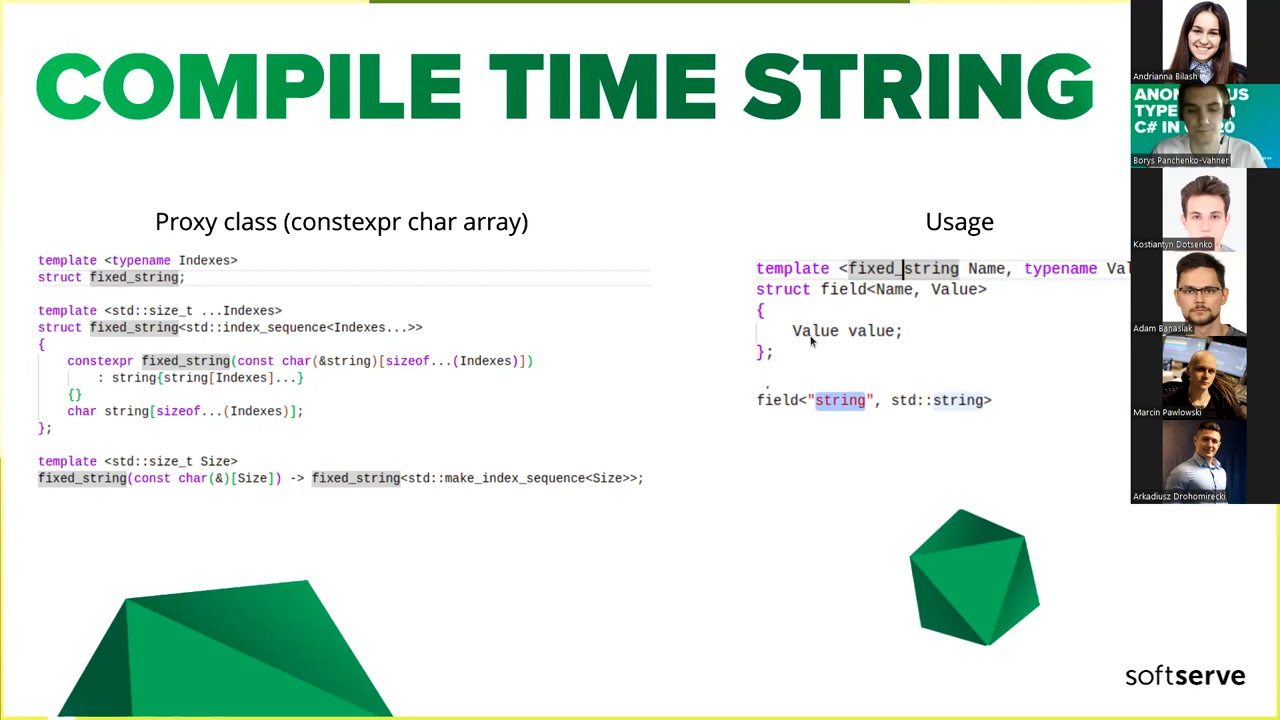 COMPILE TIME STRING
Proxy class (constexpr char array)
template <typename Indexes>
struct fixed_string;
template <std::size_t ...Indexes>
struct fixed_string<std::index_sequence<Indexes...>>
{
constexpr fixed_string(const char(&string)[sizeof...(Indexes)])
: string{string[Indexes]...}
{}
char string[sizeof...(Indexes)];
};
template <std::size_t Size>
fixed_string(const char(&)[Size]) -> fixed_string<std::make_index_sequence<Size>>;
Usage
template <fixed_string Name, typename Val
struct field<Name, Value>
{
Value value;
};
field<"string", std::string>
Andrianna Bilash
Borys Panchenko-Vahner
Kostiantyn Dotsenko
Adam Banasiak
Marcin Pawlowski
Arkadiusz Drohomirecki
softserve